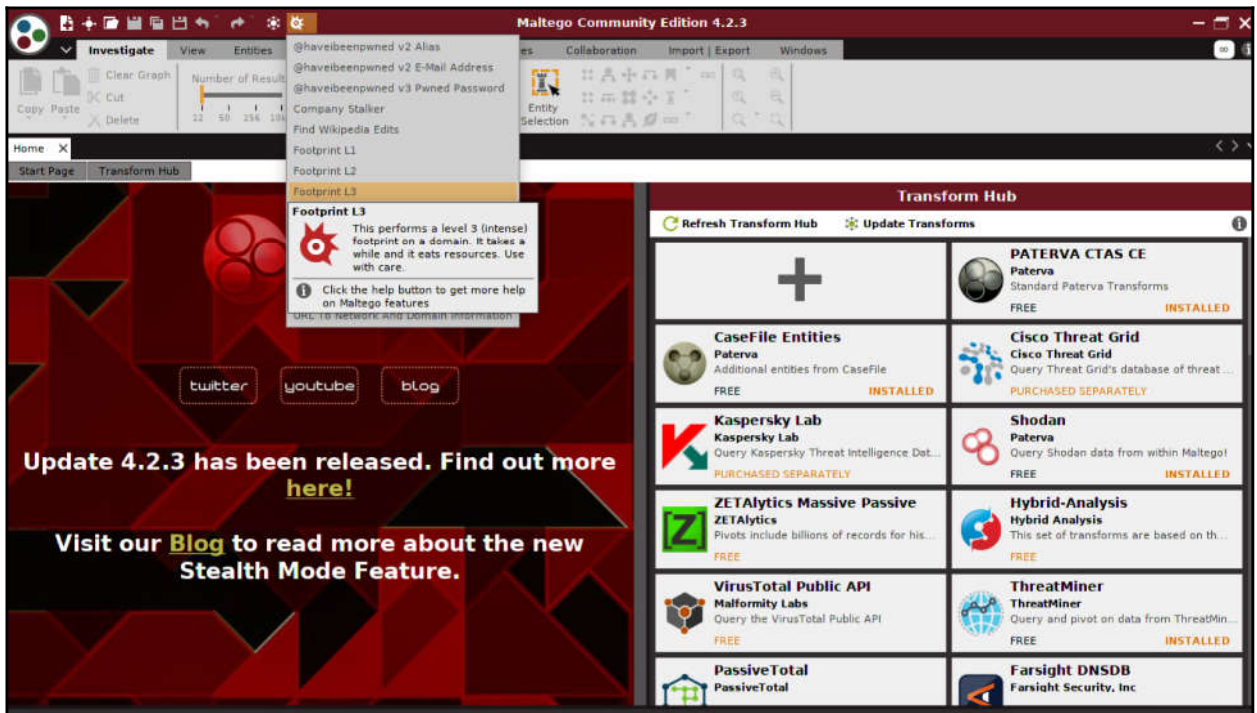 Maltego Community Edition 4.2.3
Investigate View Entities Collaboration Import | Export Windows
Copy Paste
Clear Graph
Cut
Delete
Number of Result
12 50 256
Entity
Selection
@haveibeenpwned v2 Alias
@haveibeenpwned v2 E-Mail Address
@haveibeenpwned v3 Pwned Password
Company Stalker
Find Wikipedia Edits
Footprint L1
Footprint L2
Footprint L3
Footprint L3
This performs a level 3 (intense)
footprint on a domain. It takes a
while and it eats resources. Use
with care.
Click the help button to get more help
on Maltego features
URL To Network And Domain Information
Home X
Start Page Transform Hub
twitter youtube blog
Update 4.2.3 has been released. Find out more
here!
Visit our Blog to read more about the new
Stealth Mode Feature.
Transform Hub
Refresh Transform Hub Update Transforms
PATERVA CTAS CE
Paterva
Standard Paterva Transforms
FREE INSTALLED
CaseFile Entities
Paterva
Additional entities from CaseFile
FREE INSTALLED
Cisco Threat Grid
Cisco Threat Grid
Query Threat Grid's database of threat ...
PURCHASED SEPARATELY
Kaspersky Lab
Kaspersky Lab
Query Kaspersky Threat Intelligence Dat...
PURCHASED SEPARATELY
Shodan
Paterva
Query Shodan data from within Maltego!
FREE INSTALLED
ZETAlytics Massive Passive
ZETAlytics
Pivots include billions of records for his...
FREE
Hybrid-Analysis
Hybrid Analysis
This set of transforms are based on th...
FREE
VirusTotal Public API
Malformity Labs
Query the VirusTotal Public API
FREE
ThreatMiner
ThreatMiner
Query and pivot on data from ThreatMin...
FREE INSTALLED
PassiveTotal
PassiveTotal
Farsight DNSDB
Farsight Security, Inc